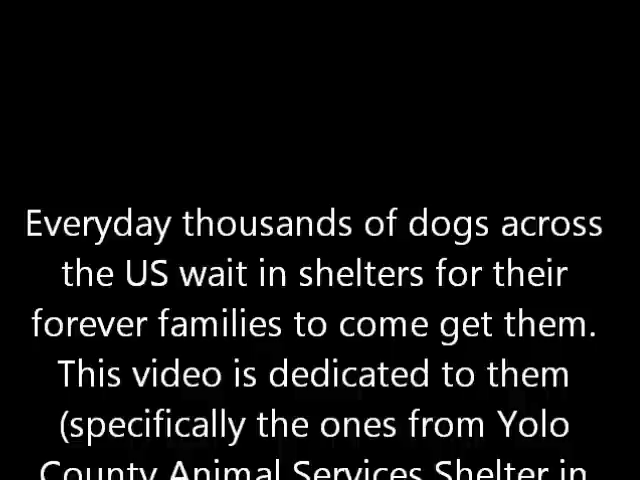 Everyday thousands of dogs across
the US wait in shelters for their
forever families to come get them.
This video is dedicated to them
(specifically the ones from Yolo
County Animal Services Shelter in